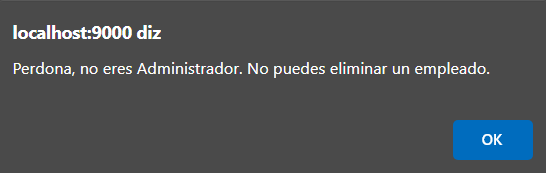 localhost:9000 diz
Perdona, no eres Administrador. No puedes eliminar un empleado.
OK